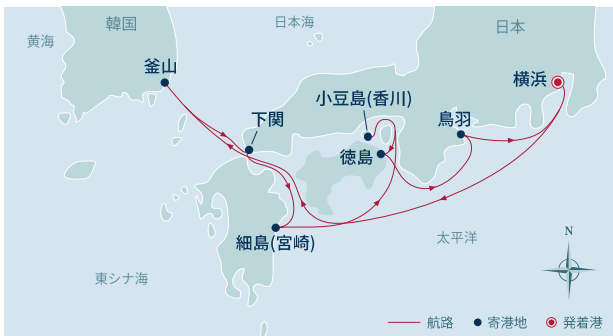 韓国
日本海
日本
黄海
釜山
横浜
小豆島(香川)
下関
鳥羽
徳島
細島(宮崎)
太平洋
N
東シナ海
航路
寄港地
発着港